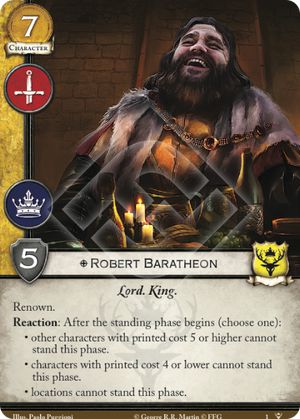 7
CHARACTER
5
ROBERT BARATHEON
Lord. King.
Renown.
Reaction: After the standing phase begins (choose one):
• other characters with printed cost 5 or higher cannot
stand this phase.
• characters with printed cost 4 or lower cannot stand
this phase.
• locations cannot stand this phase.
Illus. Paolo Puggioni
© George R.R. Martin © FFG
1